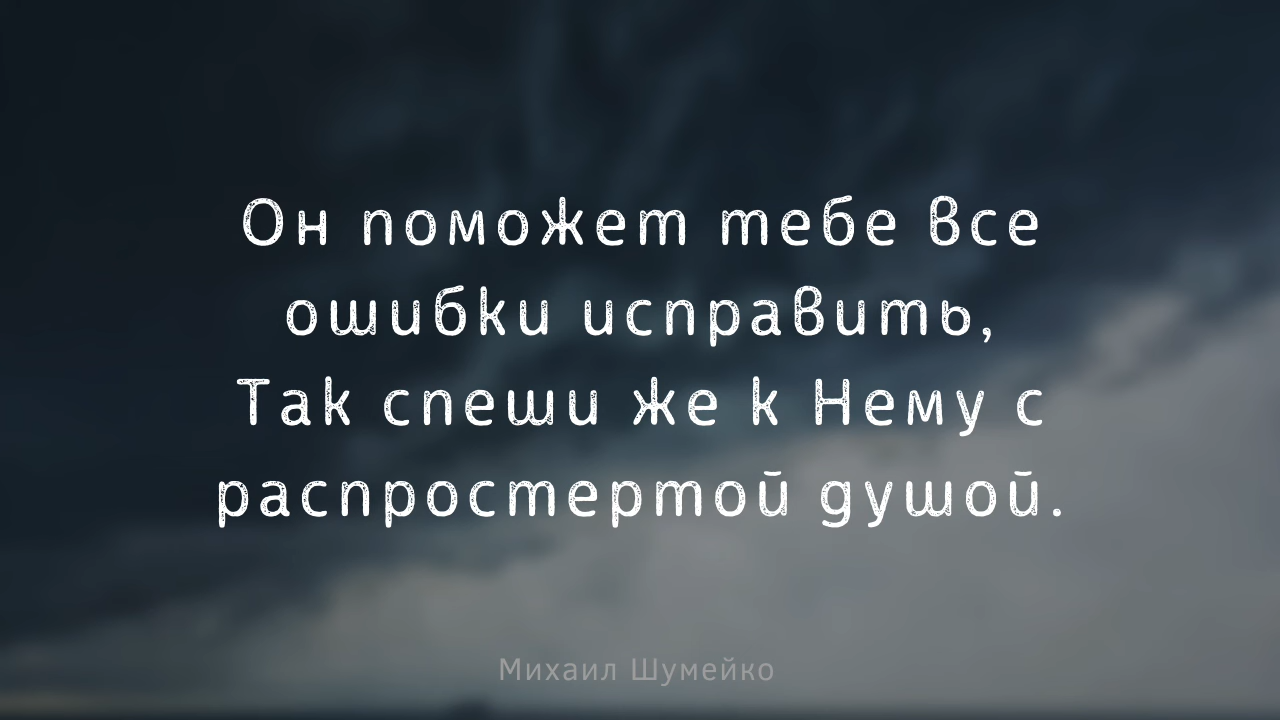 Он поможет тебе все
ошибки исправить,
Так спеши же к Нему с
распростертой душой.
Михаил Шумейко